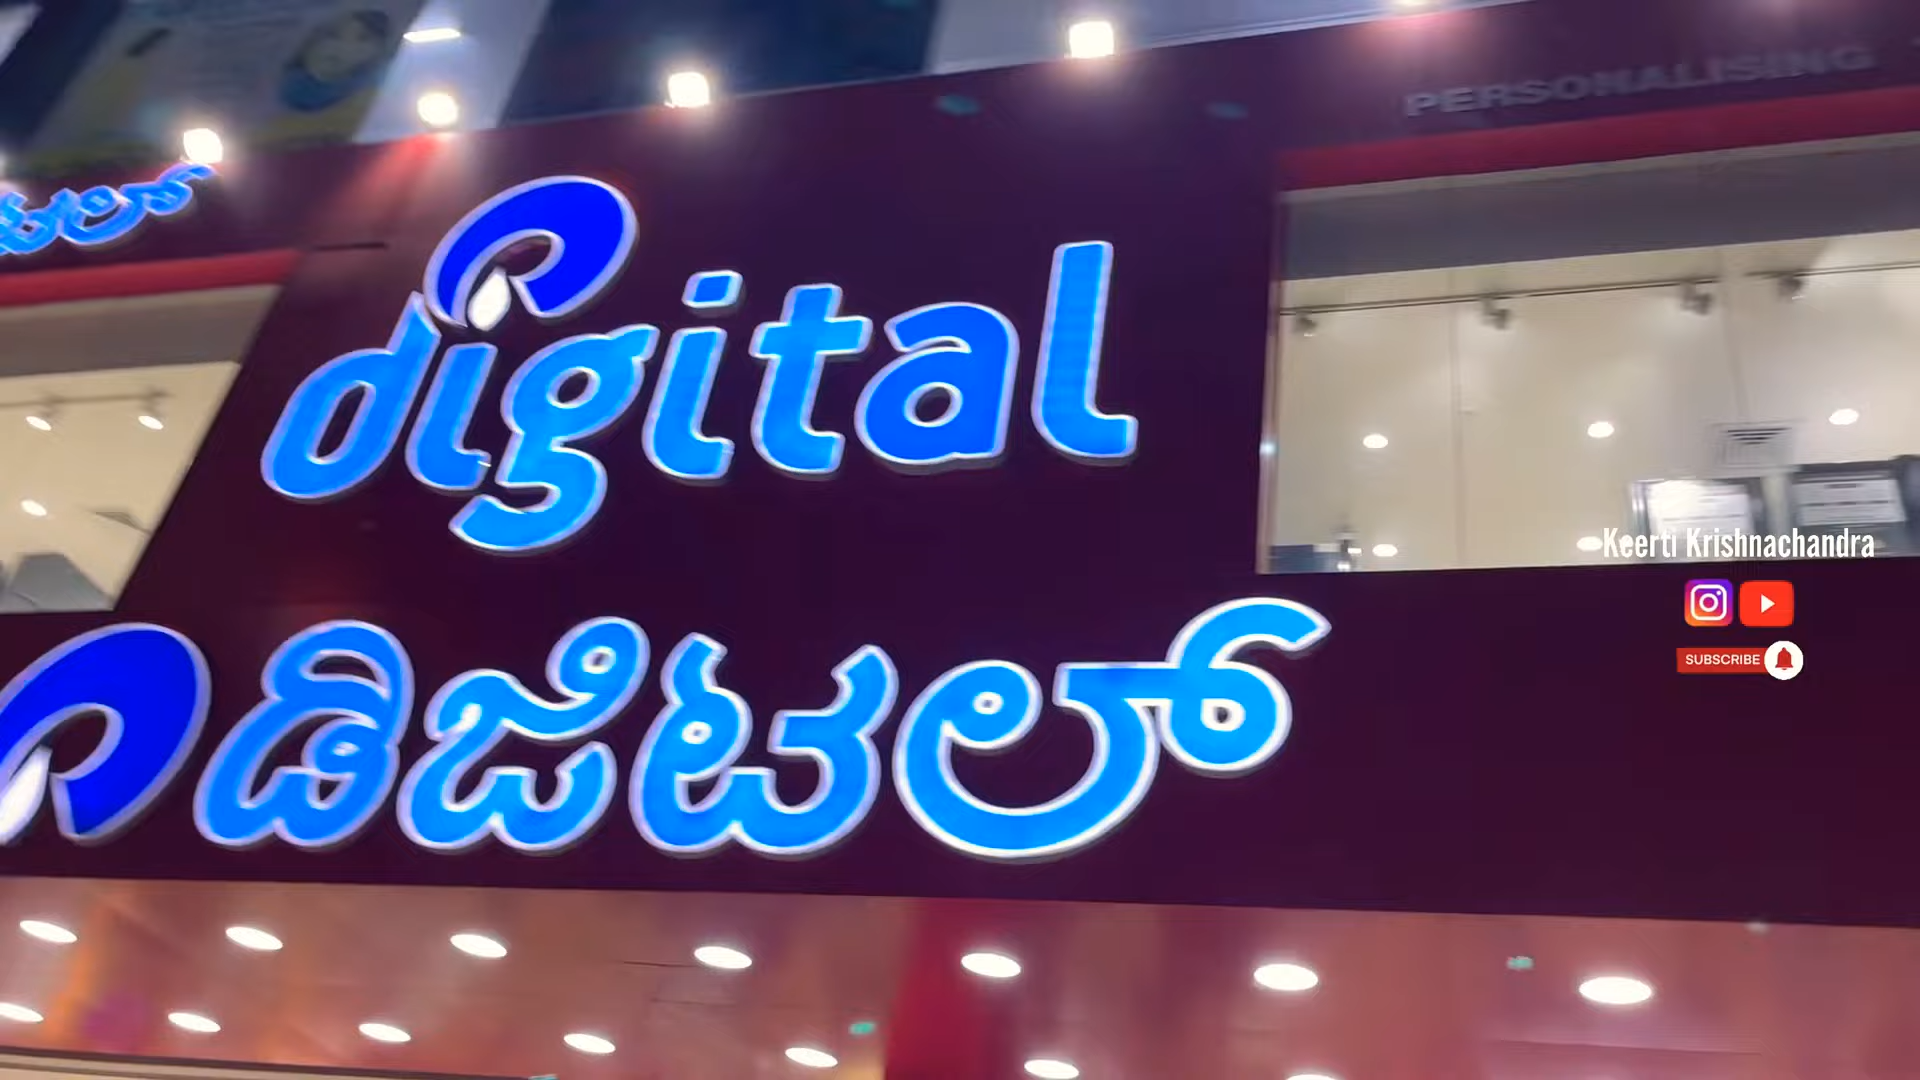 PERSONALISING
digital
ಡಿಜಿಟಲ್
Keerti Krishnachandra
SUBSCRIBE